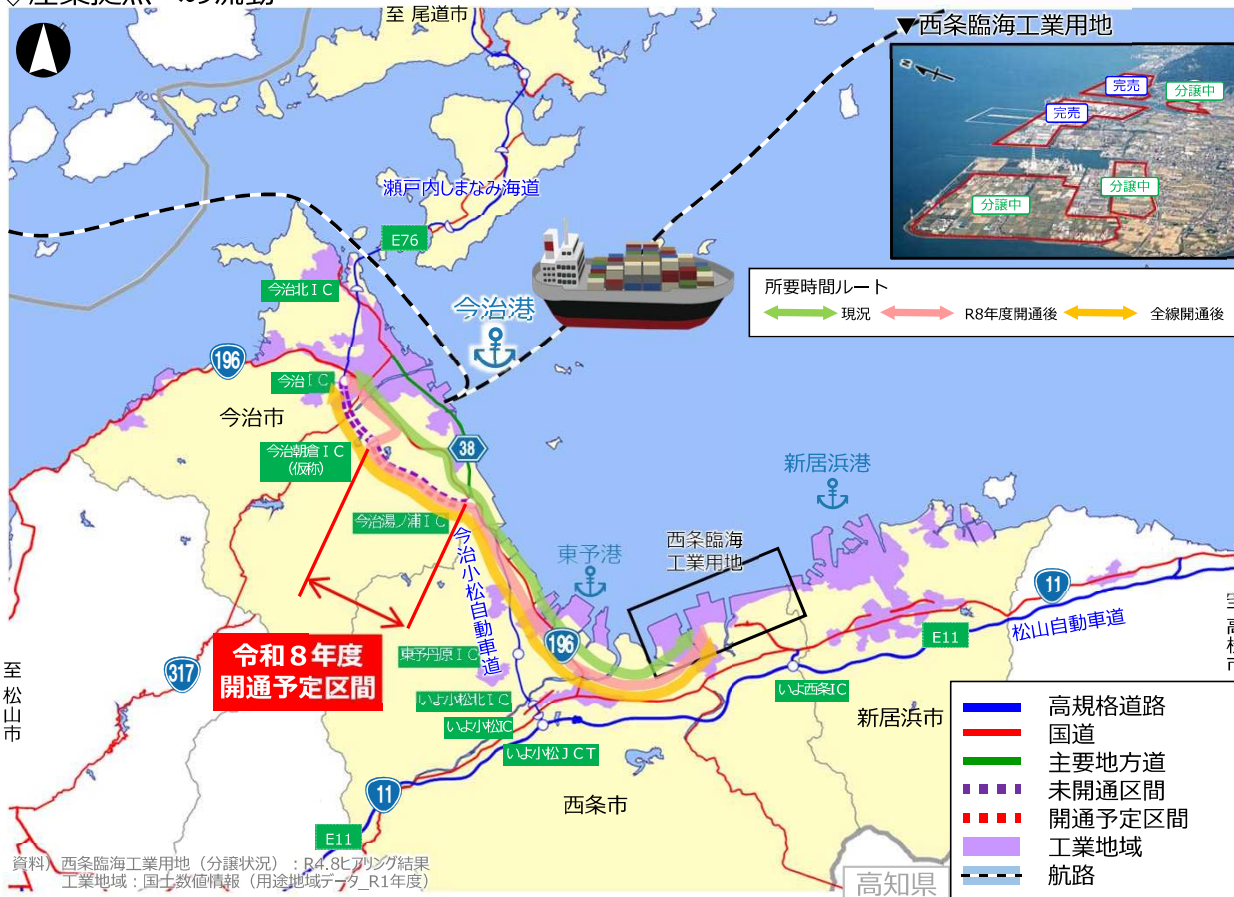 至 尾道市
▼西条臨海工業用地
N
完売
分譲中
完売
分譲中
分譲中
瀬戸内しまなみ海道
E76
今治北ＩＣ
今治港
所要時間ルート
現況
R8年度開通後
全線開通後
196
今治ＩＣ
今治市
今治朝倉ＩＣ
（仮称）
38
新居浜港
今治湯ノ浦ＩＣ
今治小松自動車道
東予港
西条臨海
工業用地
11
松山自動車道
E11
令和８年度
開通予定区間
東予丹原ＩＣ
196
317
至 松山市
いよ小松北ＩＣ
いよ小松IC
いよ小松ＪＣＴ
いよ西条IC
新居浜市
西条市
11
E11
高規格道路
国道
主要地方道
未開通区間
開通予定区間
工業地域
航路
高知県
資料）西条臨海工業用地（分譲状況）：R4.8ヒアリング結果
工業地域：国土数値情報（用途地域データ_R1年度）